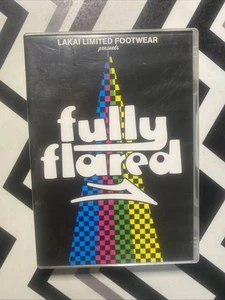 LAKAI LIMITED FOOTWEAR
presents
fully
flared